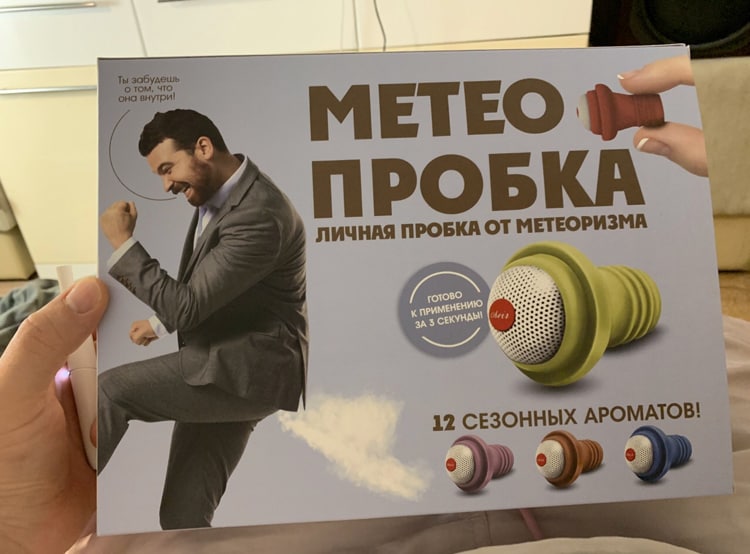 Ты забудешь
о том, что
она внутри!
МЕТЕО
ПРОБКА
ЛИЧНАЯ ПРОБКА ОТ МЕТЕОРИЗМА
ГОТОВО
К ПРИМЕНЕНИЮ
ЗА 3 СЕКУНДЫ!
12 СЕЗОННЫХ АРОМАТОВ!